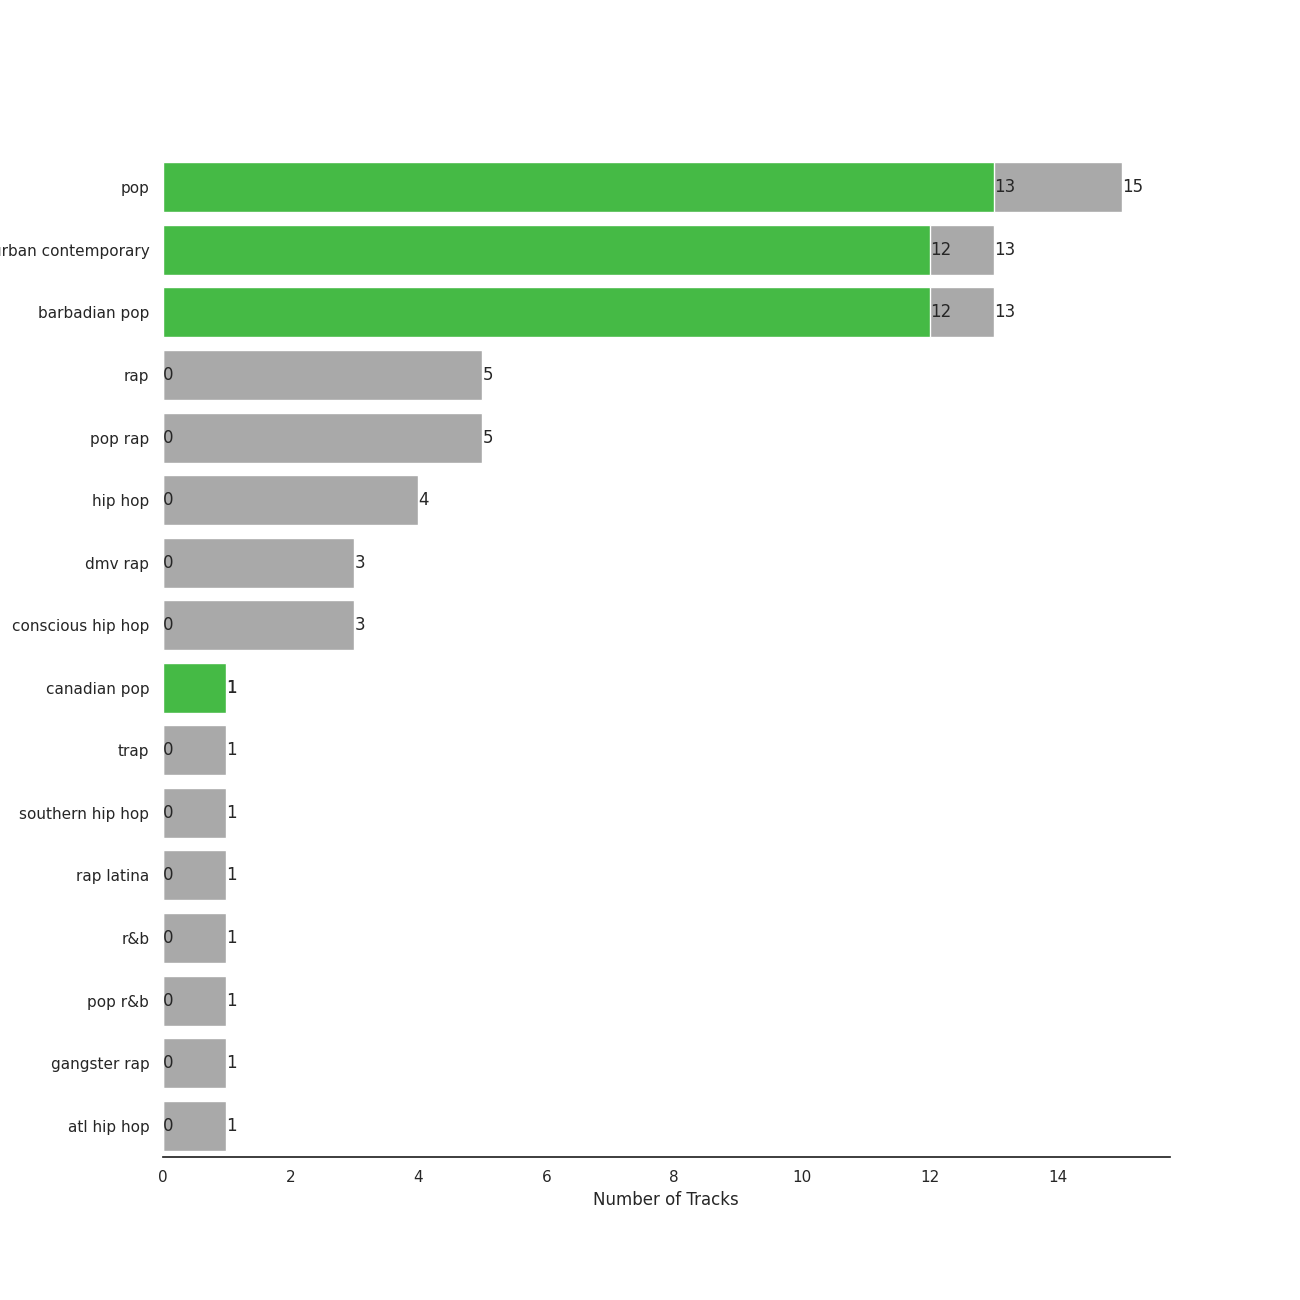 pop 13 15
rban contemporary 12 13
barbadian pop 12 13
rap 0 5
pop rap 0 5
hip hop 0 4
dmv rap 0 3
conscious hip hop 0 3
canadian pop 1
trap 0 1
southern hip hop 0 1
rap latina 0 1
r&b 0 1
pop r&b 0 1
gangster rap 0 1
atl hip hop 0 1
0 2 4 6 8 10 12 14
Number of Tracks